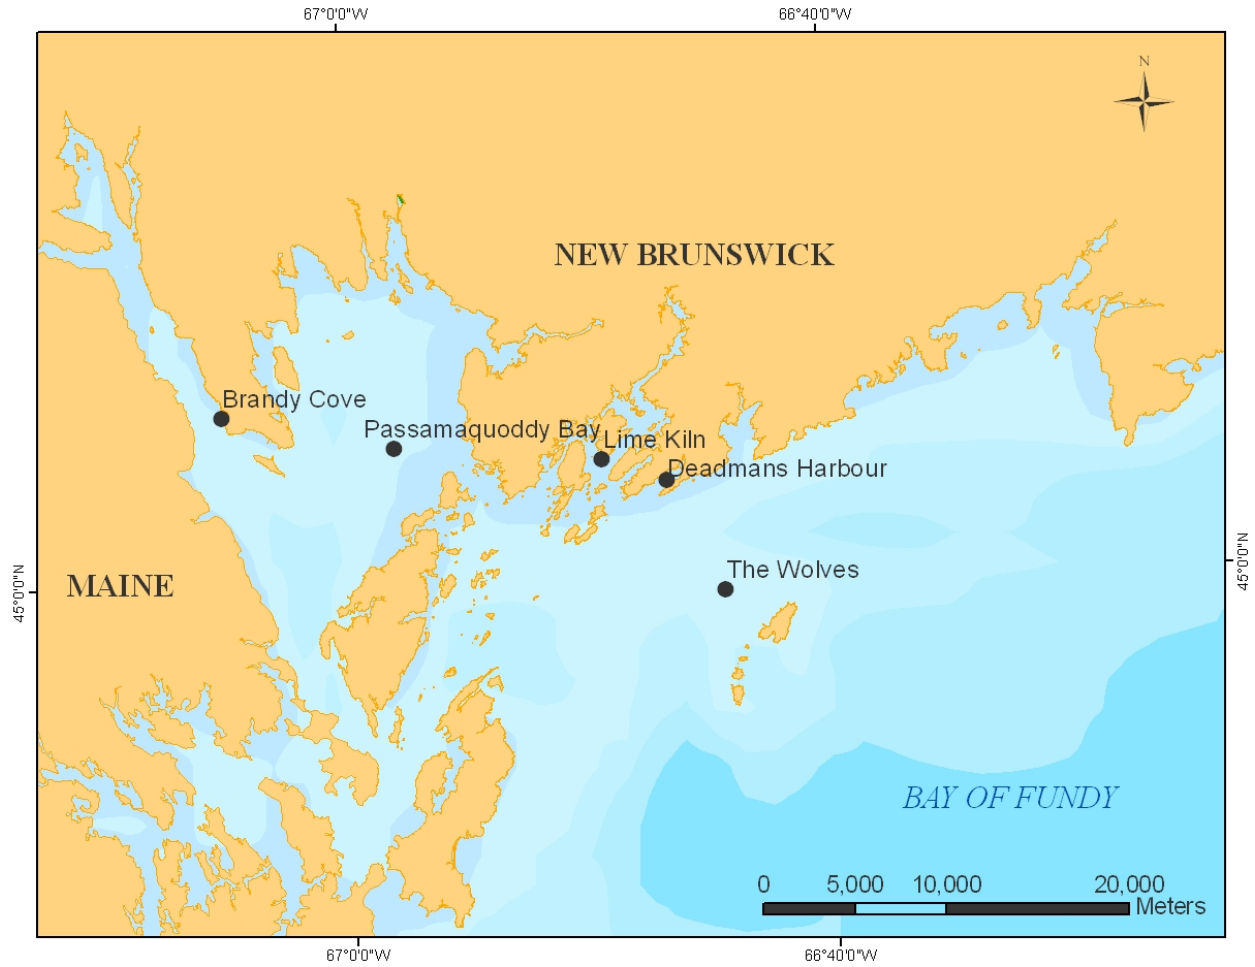 67°0'0"W 66°40'0"W
N
NEW BRUNSWICK
Brandy Cove
Passamaquoddy Bay
Lime Kiln
Deadmans Harbour
45°0'0"N
The Wolves
MAINE
45°0'0"N
BAY OF FUNDY
0 5,000 10,000 20,000
Meters
67°0'0"W 66°40'0"W